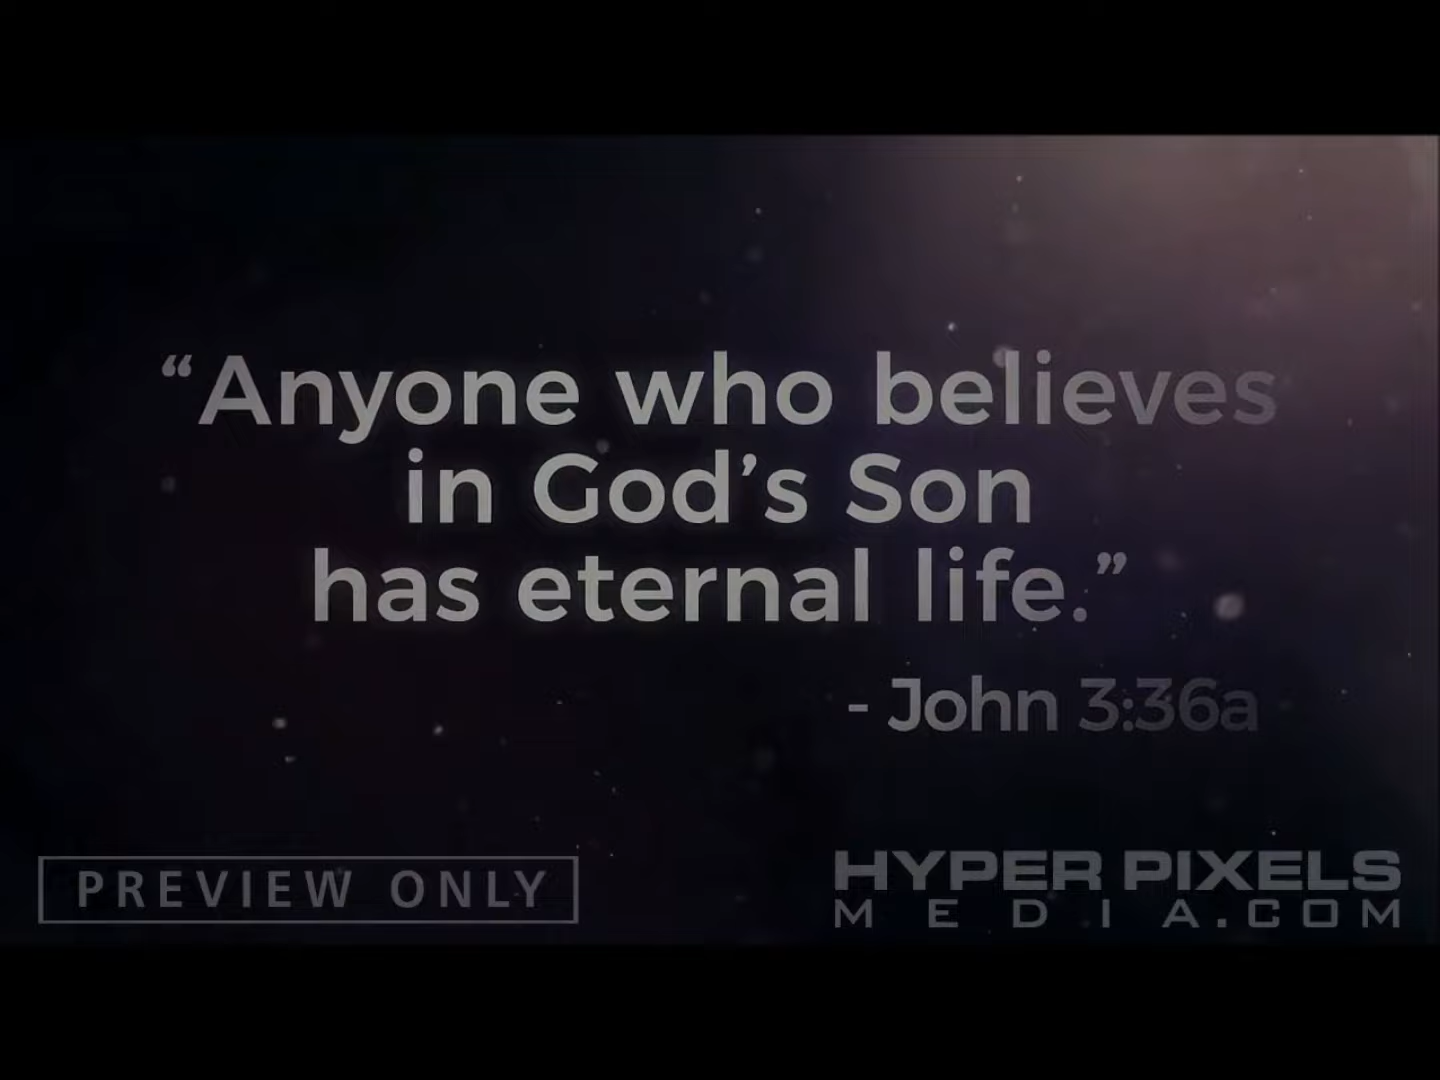 “Anyone who believes
in God’s Son
has eternal life.”
- John 3:36a
PREVIEW ONLY
HYPER PIXELS
MEDIA.COM